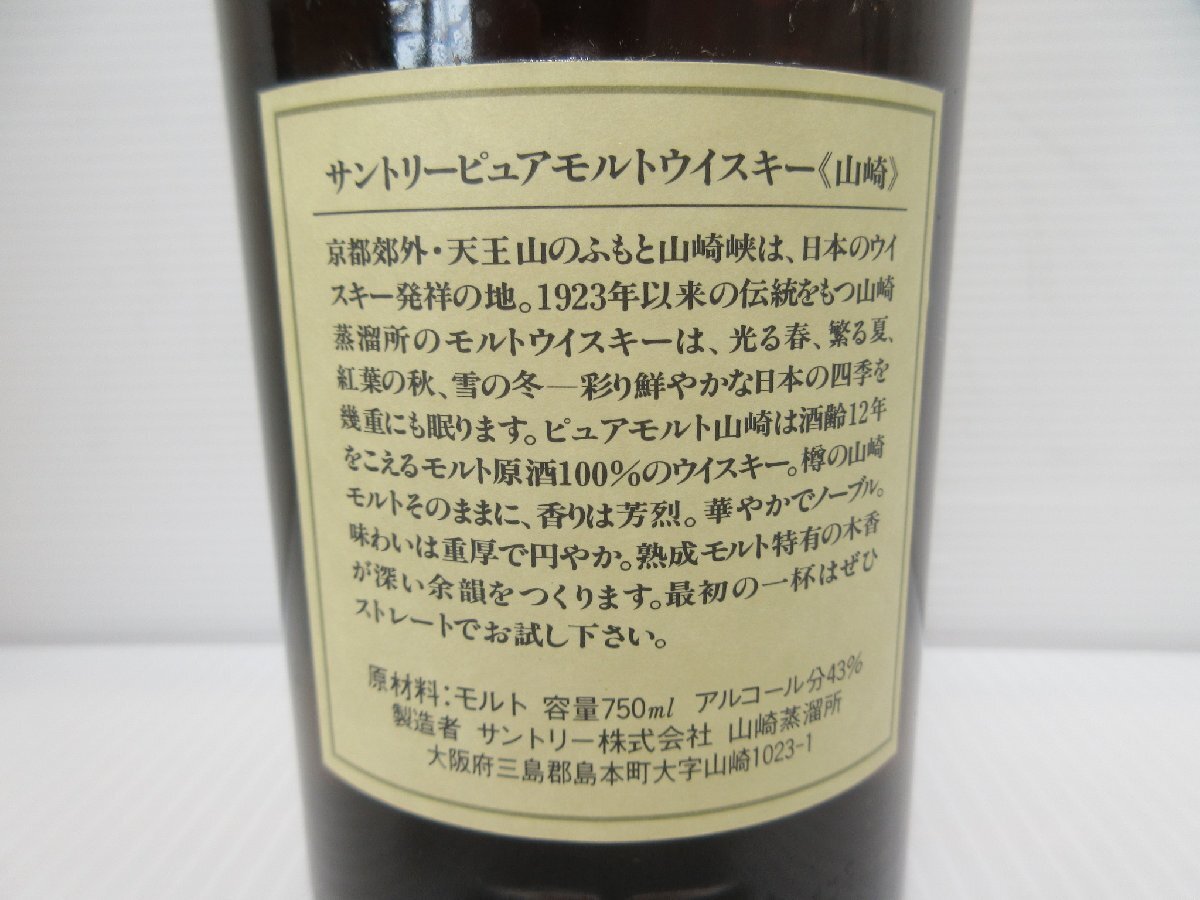 サントリーピュアモルトウイスキー《山崎》
京都郊外・天王山のふもと山崎峡は、日本のウイ
スキー発祥の地。1923年以来の伝統をもつ山崎
蒸溜所のモルトウイスキーは、光る春、繁る夏、
紅葉の秋、雪の冬―彩り鮮やかな日本の四季を
幾重にも眠ります。ピュアモルト山崎は酒齢12年
をこえるモルト原酒100%のウイスキー。樽の山崎
モルトそのままに、香りは芳烈。華やかでノーブル。
味わいは重厚で円やか。熟成モルト特有の木香
が深い余韻をつくります。最初の一杯はぜひ
ストレートでお試し下さい。
原材料:モルト 容量750ml アルコール分43%
製造者 サントリー株式会社 山崎蒸溜所
大阪府三島郡島本町大字山崎1023-1